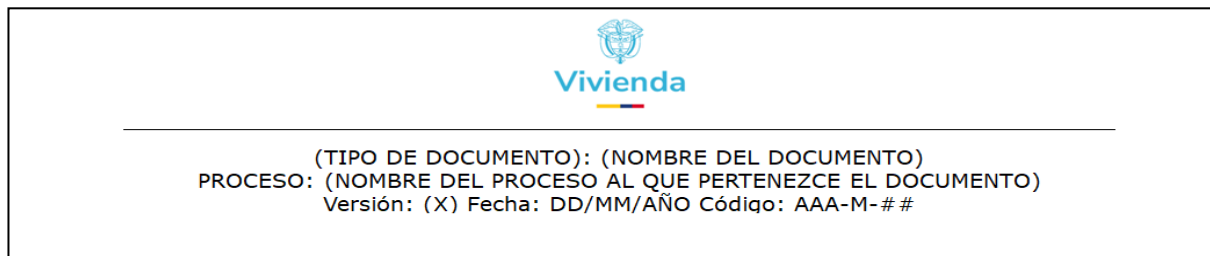 Vivienda
(TIPO DE DOCUMENTO): (NOMBRE DEL DOCUMENTO)
PROCESO: (NOMBRE DEL PROCESO AL QUE PERTENEZCE EL DOCUMENTO)
Versión: (X) Fecha: DD/MM/AÑO Código: AAA-M-##